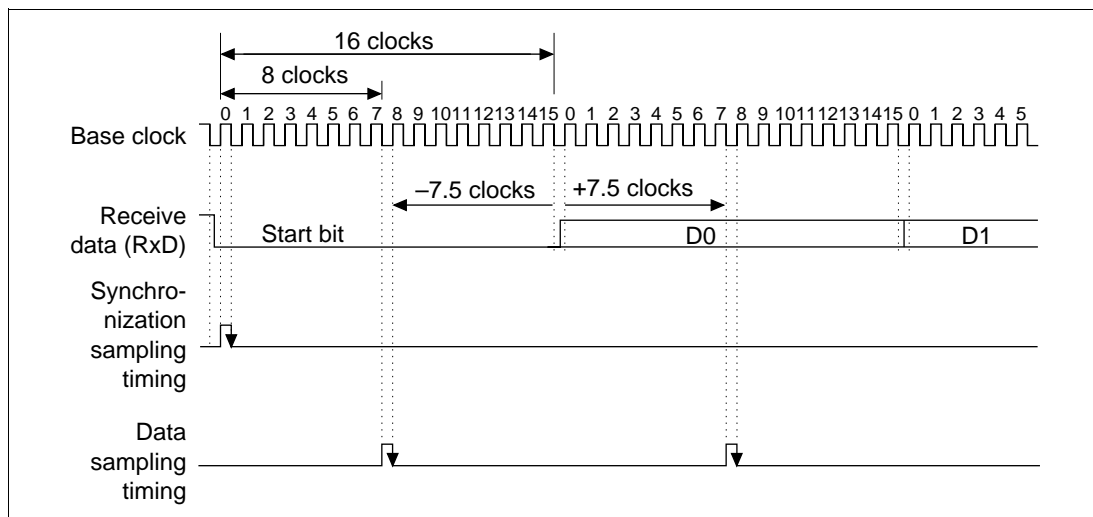 16 clocks
8 clocks
0 1 2 3 4 5 6 7 8 9 10 11 12 13 14 15 0 1 2 3 4 5 6 7 8 9 10 11 12 13 14 15 0 1 2 3 4 5
Base clock
–7.5 clocks +7.5 clocks
Receive
data (RxD)
Start bit D0 D1
Synchro-
nization
sampling
timing
Data
sampling
timing